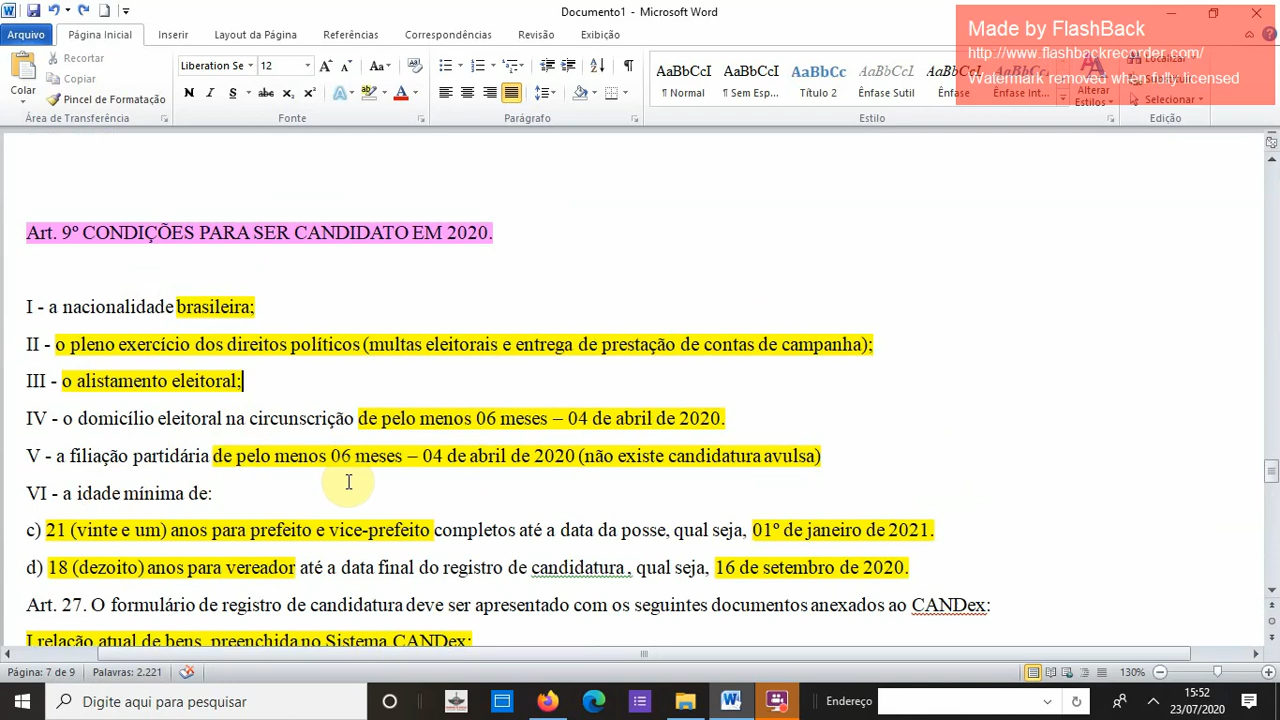 Documento1 - Microsoft Word
Made by FlashBack
http://www.flashbackrecorder.com/
Watermark removed when fully licensed
Arquivo Página Inicial Inserir Layout da Página Referências Correspondências Revisão Exibição
Colar
Recortar
Copiar
Pincel de Formatação
Área de Transferência
Liberation Se 12 Aa
N I S abc x₂ x² A A
Fonte
Parágrafo
AaBbCcI AaBbCcI AaBbCc AaBbCcI AaBbCcI AaBbCcI
¶ Normal ¶ Sem Esp... Título 2 Ênfase Sutil Ênfase Ênfase Int...
Alterar Estilos
Estilo
Localizar
Selecionar
Edição
Art. 9º CONDIÇÕES PARA SER CANDIDATO EM 2020.
I - a nacionalidade brasileira;
II - o pleno exercício dos direitos políticos (multas eleitorais e entrega de prestação de contas de campanha);
III - o alistamento eleitoral;
IV - o domicílio eleitoral na circunscrição de pelo menos 06 meses – 04 de abril de 2020.
V - a filiação partidária de pelo menos 06 meses – 04 de abril de 2020 (não existe candidatura avulsa)
VI - a idade mínima de:
c) 21 (vinte e um) anos para prefeito e vice-prefeito completos até a data da posse, qual seja, 01º de janeiro de 2021.
d) 18 (dezoito) anos para vereador até a data final do registro de candidatura , qual seja, 16 de setembro de 2020.
Art. 27. O formulário de registro de candidatura deve ser apresentado com os seguintes documentos anexados ao CANDex:
I relação atual de bens, preenchida no Sistema CANDex;
Página: 7 de 9 Palavras: 2.221 130%
Digite aqui para pesquisar
Endereço
15:52
23/07/2020